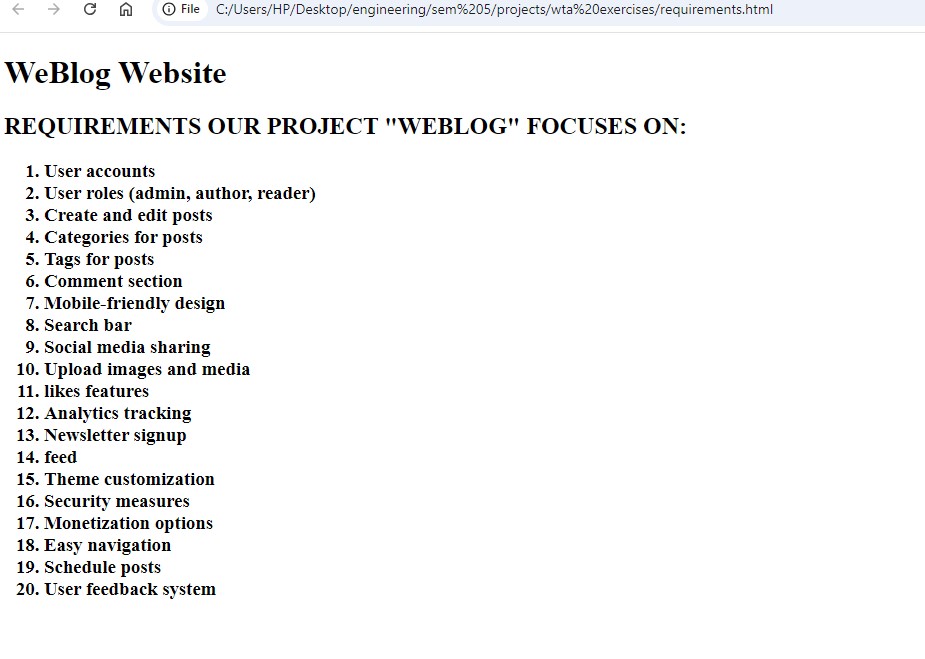 File C:/Users/HP/Desktop/engineering/sem%205/projects/wta%20exercises/requirements.html
WeBlog Website
REQUIREMENTS OUR PROJECT "WEBLOG" FOCUSES ON:
1. User accounts
2. User roles (admin, author, reader)
3. Create and edit posts
4. Categories for posts
5. Tags for posts
6. Comment section
7. Mobile-friendly design
8. Search bar
9. Social media sharing
10. Upload images and media
11. likes features
12. Analytics tracking
13. Newsletter signup
14. feed
15. Theme customization
16. Security measures
17. Monetization options
18. Easy navigation
19. Schedule posts
20. User feedback system